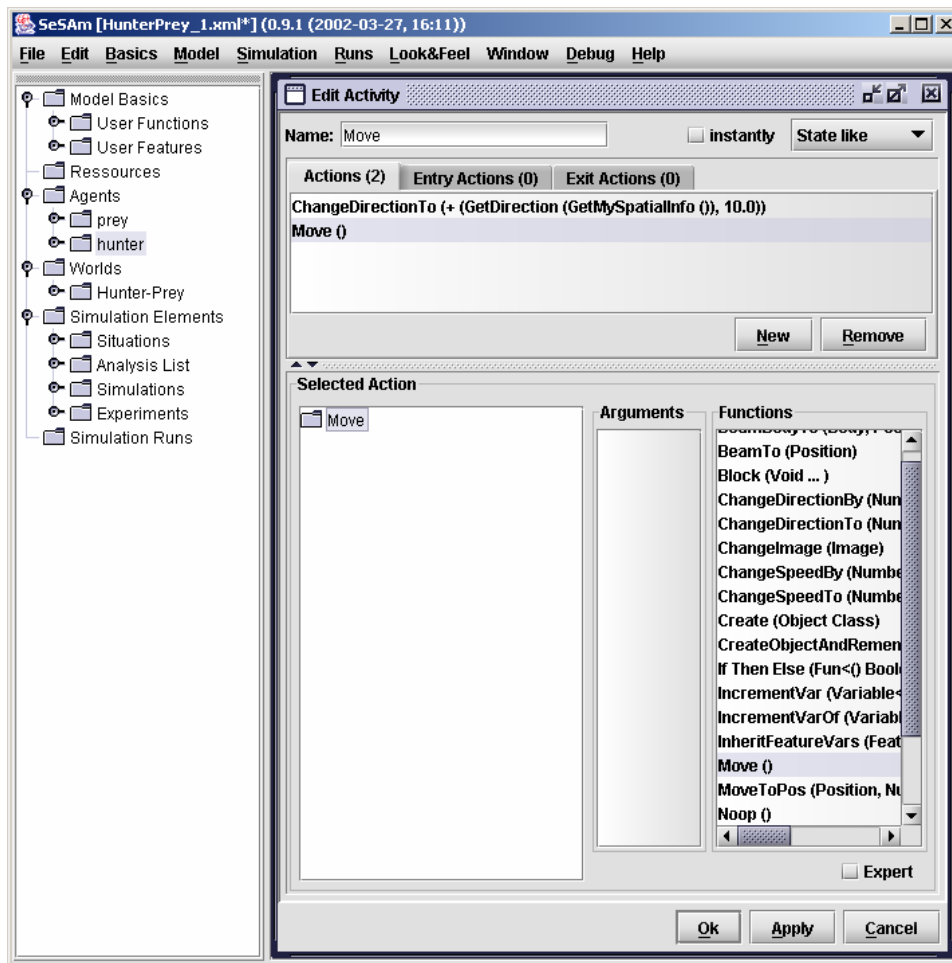 SeSAm [HunterPrey_1.xml*] (0.9.1 (2002-03-27, 16:11))
File Edit Basics Model Simulation Runs Look&Feel Window Debug Help
Model Basics
User Functions
User Features
Ressources
Agents
prey
hunter
Worlds
Hunter-Prey
Simulation Elements
Situations
Analysis List
Simulations
Experiments
Simulation Runs
Edit Activity
Name: Move instantly State like
Actions (2) Entry Actions (0) Exit Actions (0)
ChangeDirectionTo (+ (GetDirection (GetMySpatialInfo ()), 10.0))
Move ()
New Remove
Selected Action
Move
Arguments
Functions
BeamTo (Position)
Block (Void ... )
ChangeDirectionBy (Num
ChangeDirectionTo (Num
ChangeImage (Image)
ChangeSpeedBy (Numbe
ChangeSpeedTo (Numbe
Create (Object Class)
CreateObjectAndRemen
If Then Else (Fun<() Bool
IncrementVar (Variable<
IncrementVarOf (Variabl
InheritFeatureVars (Feat
Move ()
MoveToPos (Position, Nu
Noop ()
Expert
Ok Apply Cancel